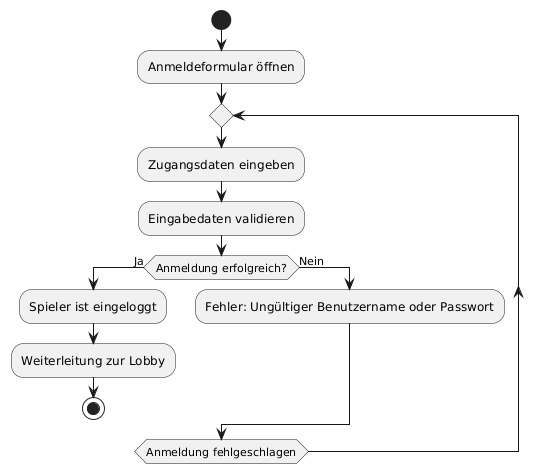 Anmeldeformular öffnen
Zugangsdaten eingeben
Eingabedaten validieren
Ja
Anmeldung erfolgreich?
Nein
Spieler ist eingeloggt
Fehler: Ungültiger Benutzername oder Passwort
Weiterleitung zur Lobby
Anmeldung fehlgeschlagen